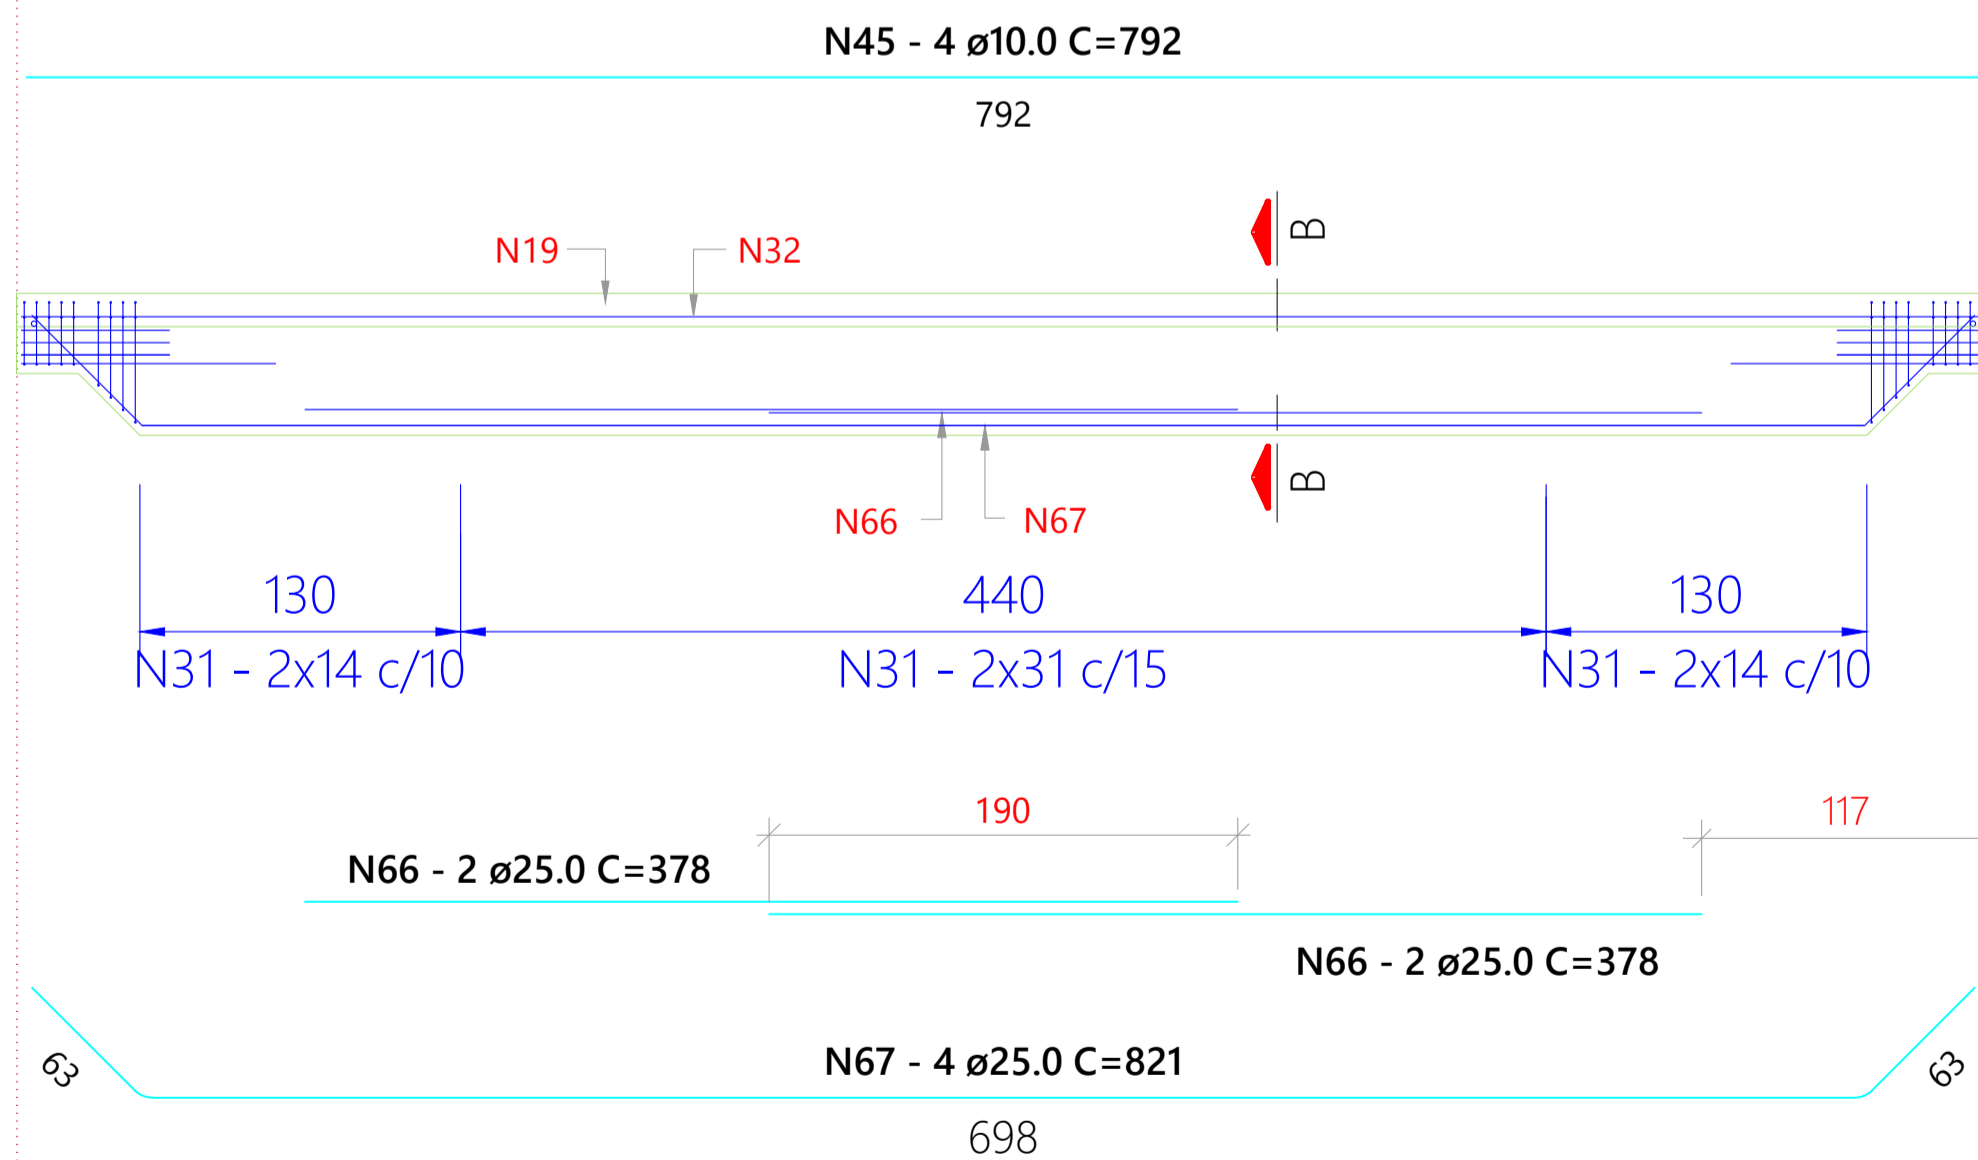 N45 - 4 ø10.0 C=792
792
B
N19
N32
B
N66
N67
130
440
130
N31 - 2x14 c/10
N31 - 2x31 c/15
N31 - 2x14 c/10
190
117
N66 - 2 ø25.0 C=378
N66 - 2 ø25.0 C=378
63
N67 - 4 ø25.0 C=821
63
698